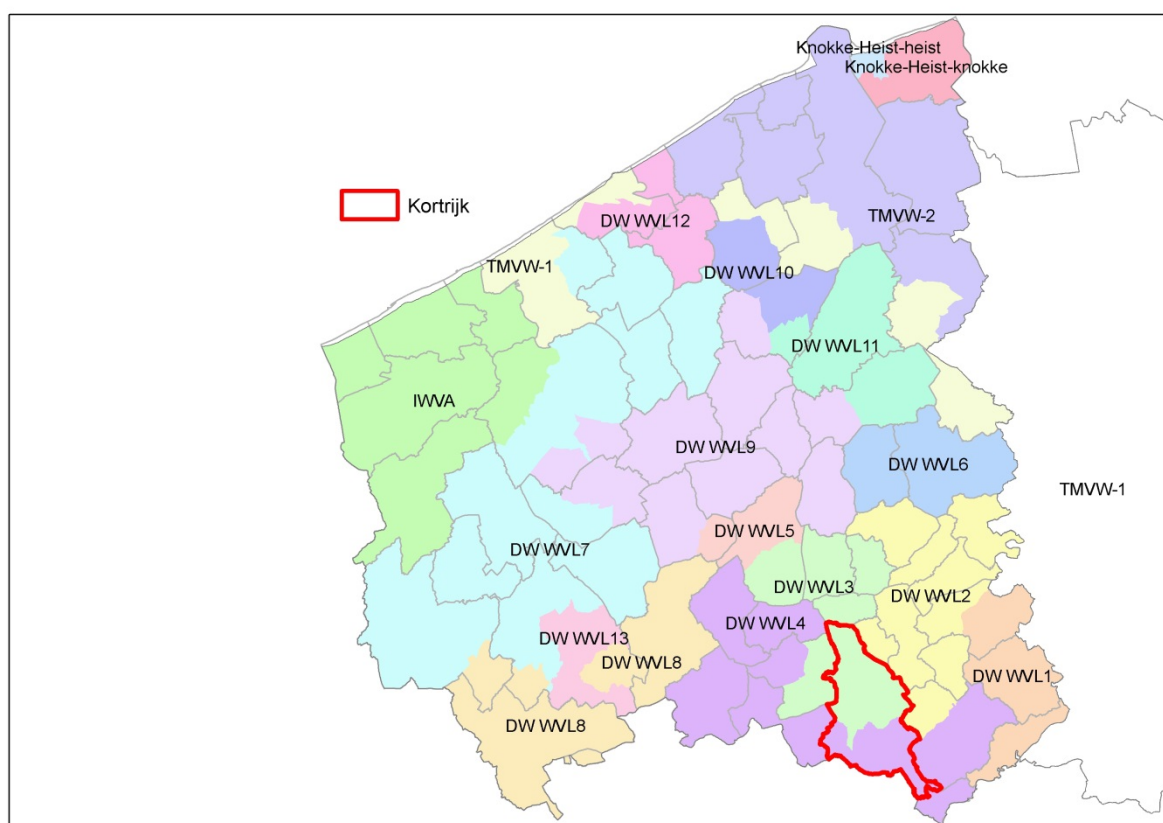 Knokke-Heist-heist
Knokke-Heist-knokke
Kortrijk
DW WVL12
TMVW-2
TMVW-1
DW WVL10
DW WVL11
IWVA
DW WVL9
DW WVL6
TMVW-1
DW WVL5
DW WVL7
DW WVL3
DW WVL2
DW WVL4
DW WVL13
DW WVL8
DW WVL1
DW WVL8